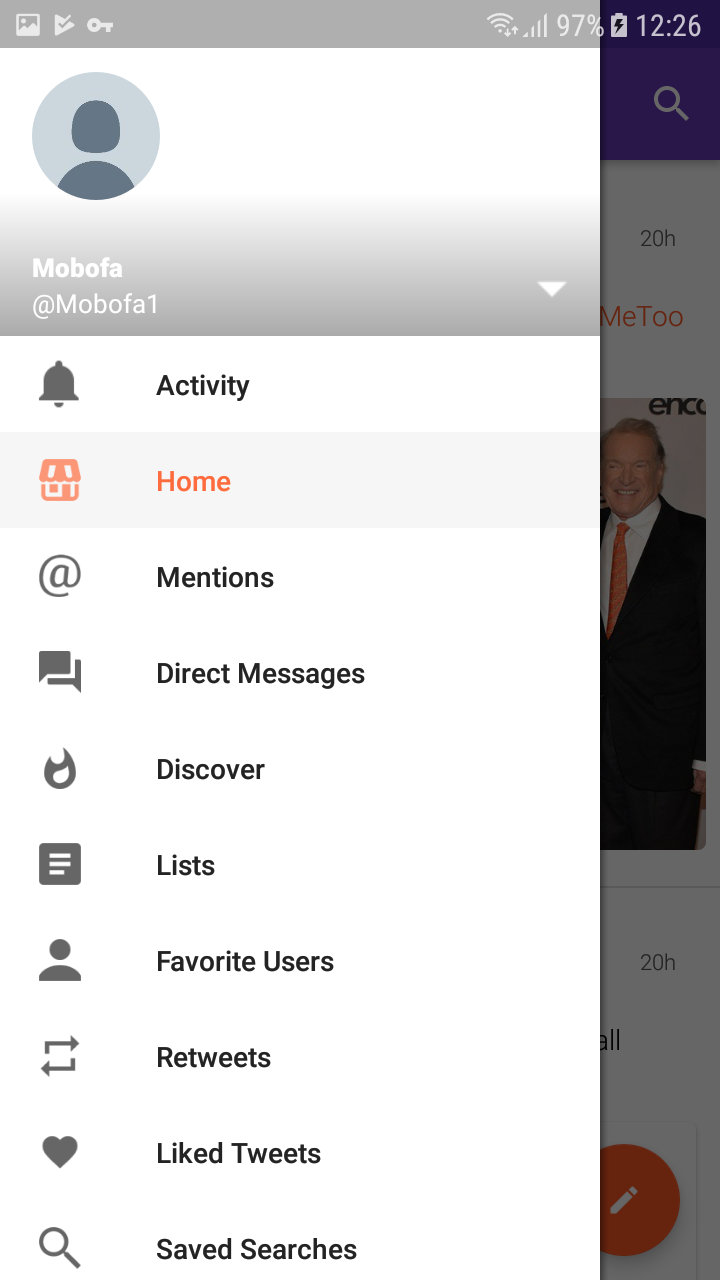 97% 12:26
Mobofa
@Mobofa1
20h
MeToo
Activity
Home
Mentions
Direct Messages
Discover
Lists
Favorite Users
20h
all
Retweets
Liked Tweets
Saved Searches